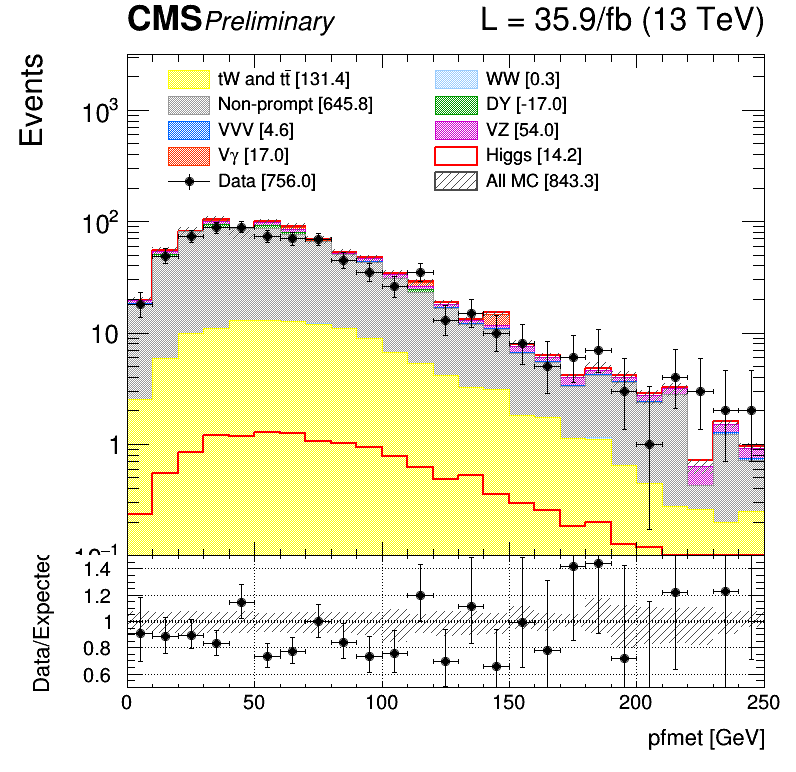 CMS Preliminary L = 35.9/fb (13 TeV)
Events
tW and tt̄ [131.4] WW [0.3]
Non-prompt [645.8] DY [-17.0]
VVV [4.6] VZ [54.0]
Vγ [17.0] Higgs [14.2]
Data [756.0] All MC [843.3]
10³
10²
10
1
10⁻¹
Data/Expected
1.4
1.2
1
0.8
0.6
0 50 100 150 200 250
pfmet [GeV]